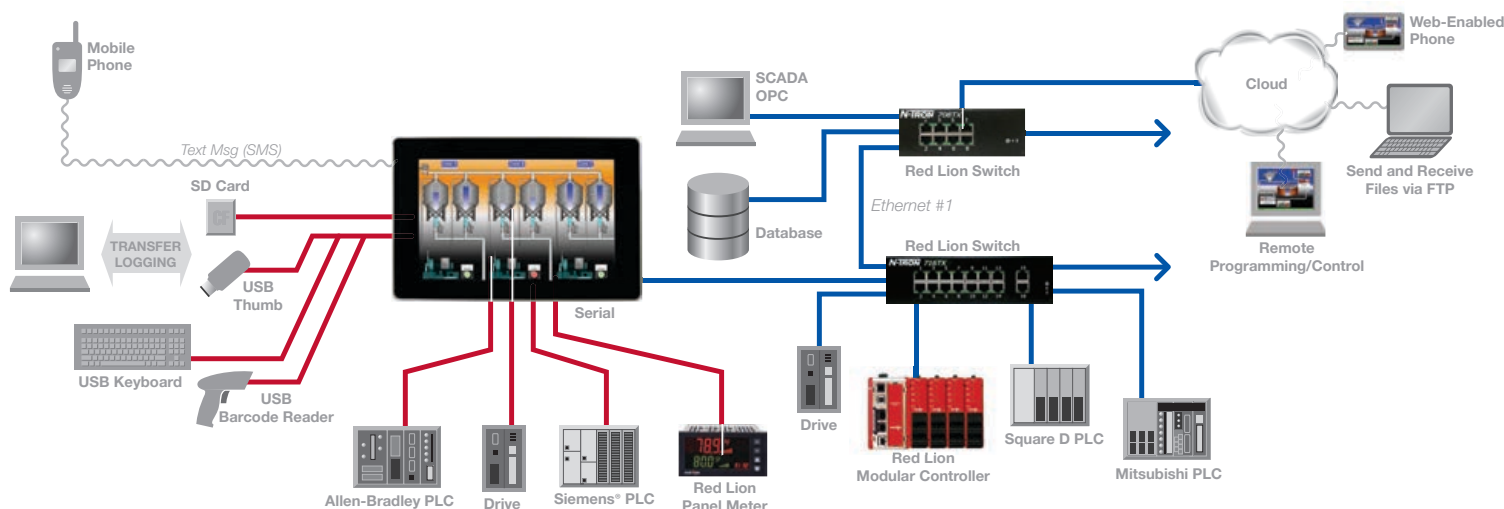 Mobile
Phone
Text Msg (SMS)
SD Card
CF
TRANSFER
LOGGING
USB
Thumb
USB Keyboard
USB
Barcode Reader
Serial
Allen-Bradley PLC
Drive
Siemens® PLC
Red Lion
Panel Meter
SCADA
OPC
Database
N-TRON 708TX
Red Lion Switch
Ethernet #1
Red Lion Switch
N-TRON 716TX
Drive
Red Lion
Modular Controller
Square D PLC
Mitsubishi PLC
Cloud
Web-Enabled
Phone
Send and Receive
Files via FTP
Remote
Programming/Control